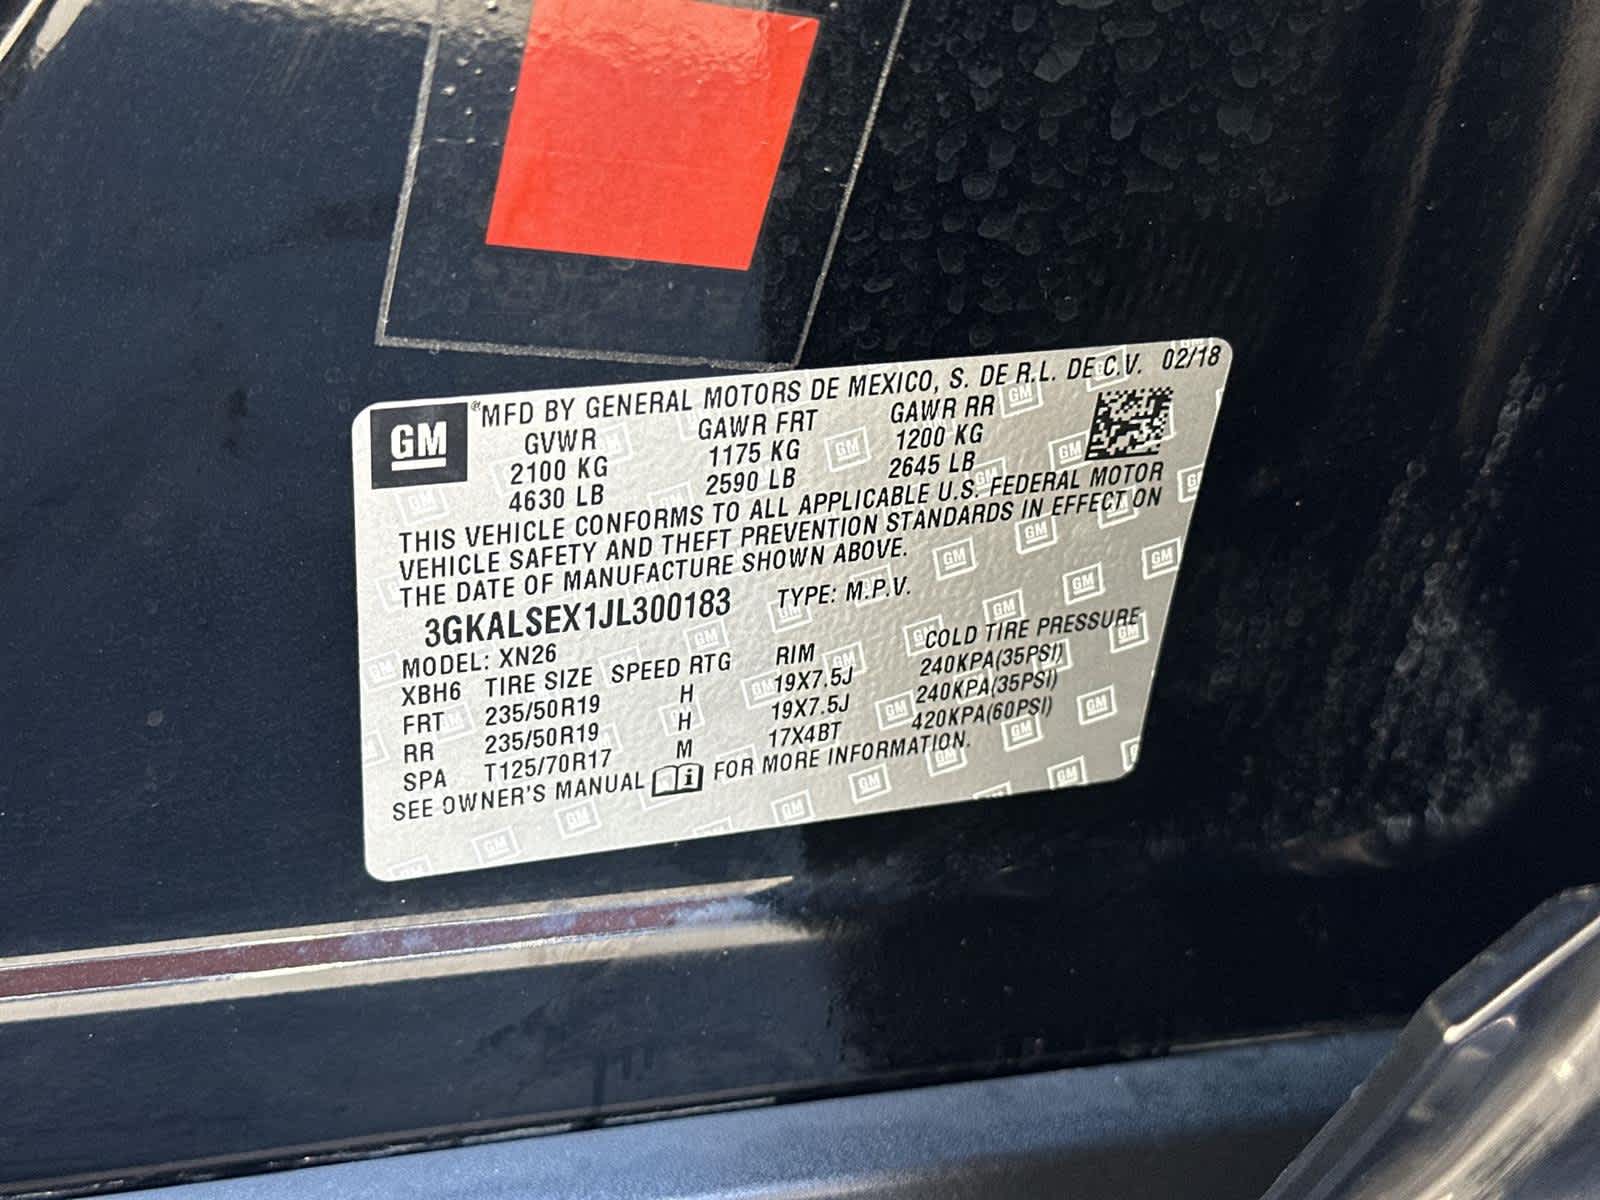 GM
® MFD BY GENERAL MOTORS DE MEXICO, S. DE R.L. DE C.V. 02/18
GVWR GAWR FRT GAWR RR
2100 KG 1175 KG 1200 KG
4630 LB 2590 LB 2645 LB
THIS VEHICLE CONFORMS TO ALL APPLICABLE U.S. FEDERAL MOTOR
VEHICLE SAFETY AND THEFT PREVENTION STANDARDS IN EFFECT ON
THE DATE OF MANUFACTURE SHOWN ABOVE.
3GKALSEX1JL300183 TYPE: M.P.V.
MODEL: XN26
XBH6 TIRE SIZE SPEED RTG RIM COLD TIRE PRESSURE
FRT 235/50R19 H 19X7.5J 240KPA(35PSI)
RR 235/50R19 H 19X7.5J 240KPA(35PSI)
SPA T125/70R17 M 17X4BT 420KPA(60PSI)
SEE OWNER'S MANUAL FOR MORE INFORMATION.